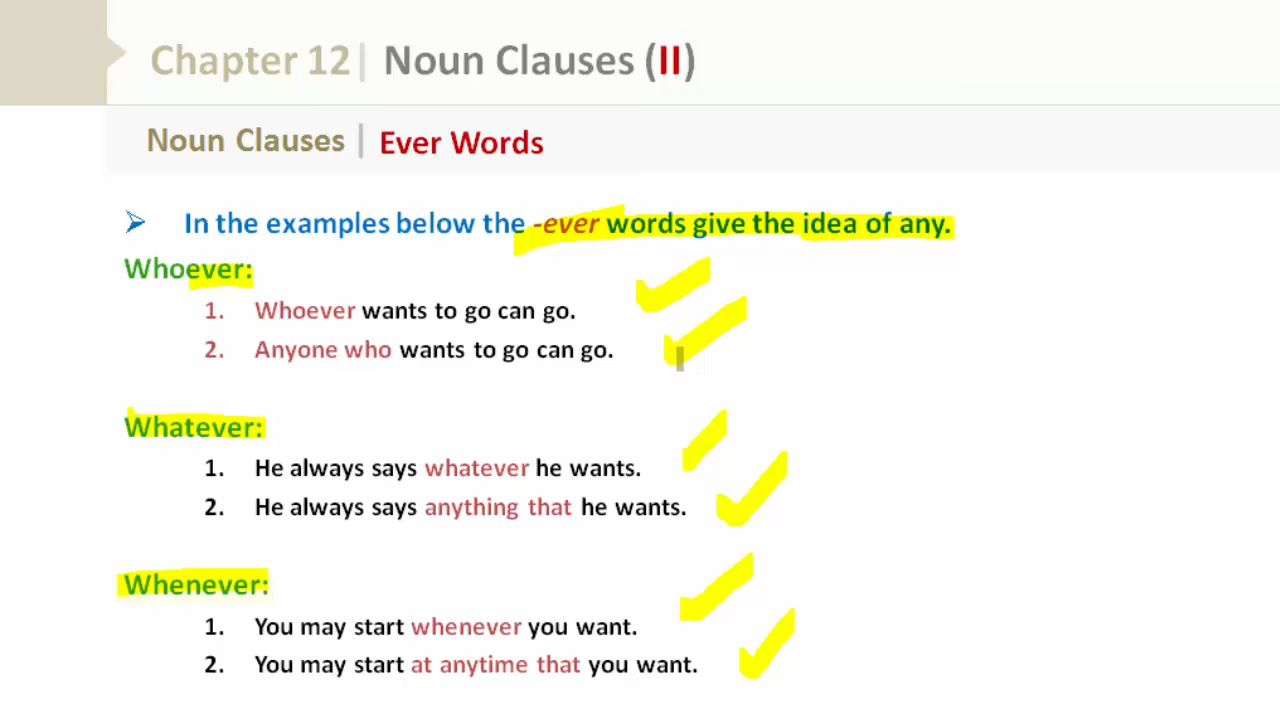 Chapter 12| Noun Clauses (II)
Noun Clauses | Ever Words
➢ In the examples below the -ever words give the idea of any.
Whoever:
1. Whoever wants to go can go.
2. Anyone who wants to go can go.
Whatever:
1. He always says whatever he wants.
2. He always says anything that he wants.
Whenever:
1. You may start whenever you want.
2. You may start at anytime that you want.